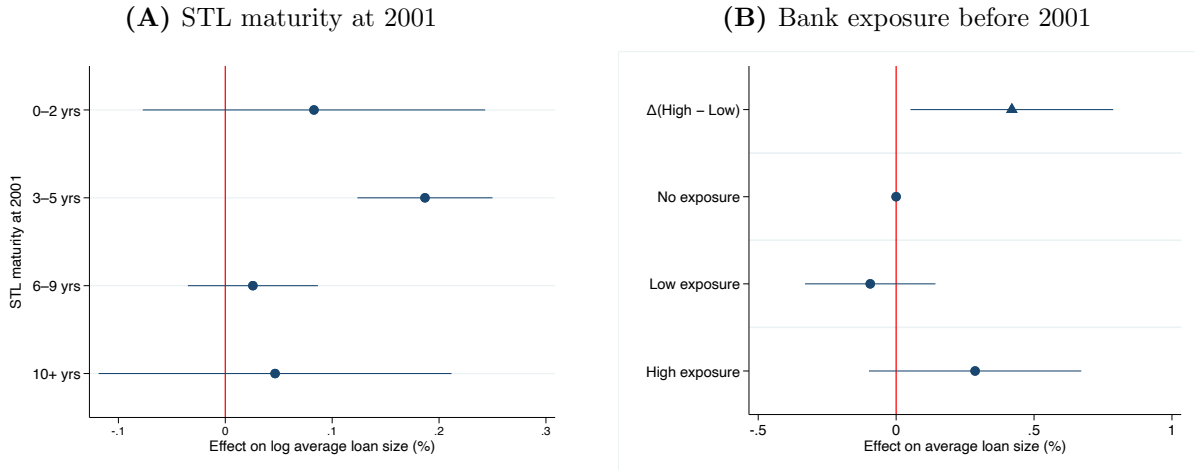 (A) STL maturity at 2001
STL maturity at 2001
0–2 yrs
3–5 yrs
6–9 yrs
10+ yrs
-.1 0 .1 .2 .3
Effect on log average loan size (%)
(B) Bank exposure before 2001
Δ(High – Low)
No exposure
Low exposure
High exposure
-.5 0 .5 1
Effect on average loan size (%)